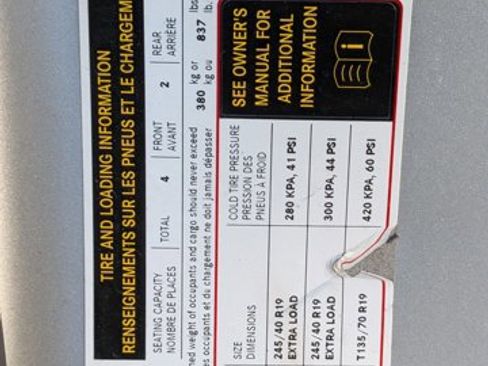 TIRE AND LOADING INFORMATION
RENSEIGNEMENTS SUR LES PNEUS ET LE CHARGEM
SEATING CAPACITY
NOMBRE DE PLACES
TOTAL 4
FRONT
AVANT
2
REAR
ARRIÈRE
weight of occupants and cargo should never exceed 380 kg or 837 lbs
es occupants et du chargement ne doit jamais dépasser kg ou lb.
SIZE
DIMENSIONS
COLD TIRE PRESSURE
PRESSION DES
PNEUS À FROID
SEE OWNER'S
MANUAL FOR
ADDITIONAL
INFORMATION
i
245/40 R19
EXTRA LOAD
280 KPA, 41 PSI
245/40 R19
EXTRA LOAD
300 KPA, 44 PSI
T135/70 R19
420 KPA, 60 PSI